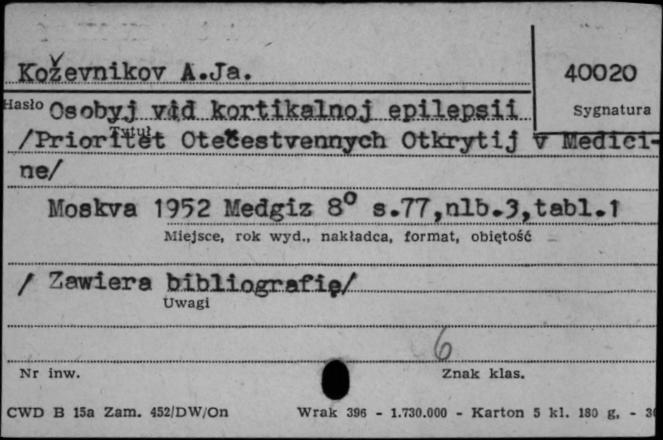 Koževnikov A.Ja.
40020
Hasło Osobyj vid kortikalnoj epilepsii
Sygnatura
Tytuł
/Prioritet Otečestvennych Otkrytij v Medici-
ne/
Moskva 1952 Medgiz 8° s.77,nlb.3,tabl.1
Miejsce, rok wyd., nakładca, format, objętość
/ Zawiera bibliografię/
Uwagi
6
Nr inw.
Znak klas.
CWD B 15a Zam. 452/DW/On Wrak 396 - 1.730.000 - Karton 5 kl. 180 g, -